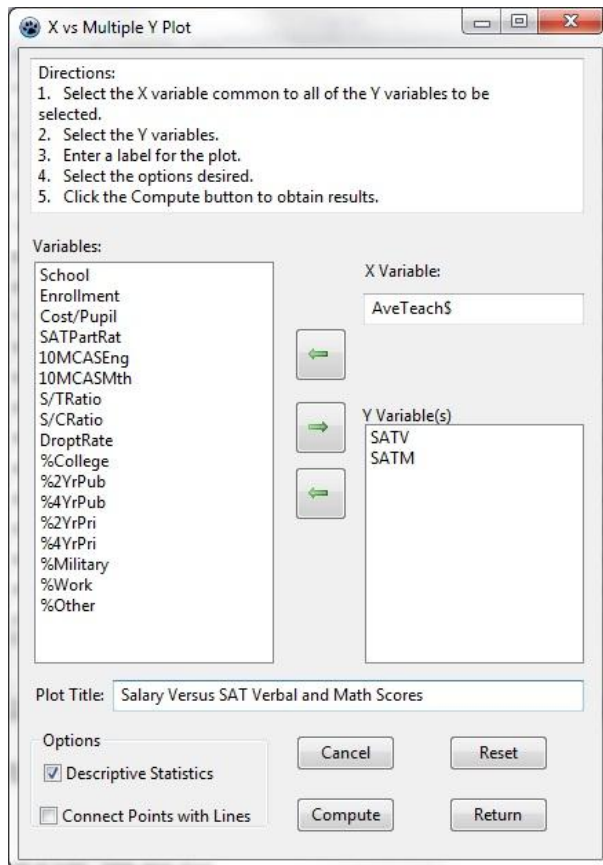 X vs Multiple Y Plot
Directions:
1. Select the X variable common to all of the Y variables to be
selected.
2. Select the Y variables.
3. Enter a label for the plot.
4. Select the options desired.
5. Click the Compute button to obtain results.
Variables:
School
Enrollment
Cost/Pupil
SATPartRat
10MCASEng
10MCASMth
S/TRatio
S/CRatio
DroptRate
%College
%2YrPub
%4YrPub
%2YrPri
%4YrPri
%Military
%Work
%Other
X Variable:
AveTeach$
Y Variable(s)
SATV
SATM
Plot Title: Salary Versus SAT Verbal and Math Scores
Options
Descriptive Statistics
Connect Points with Lines
Cancel
Reset
Compute
Return